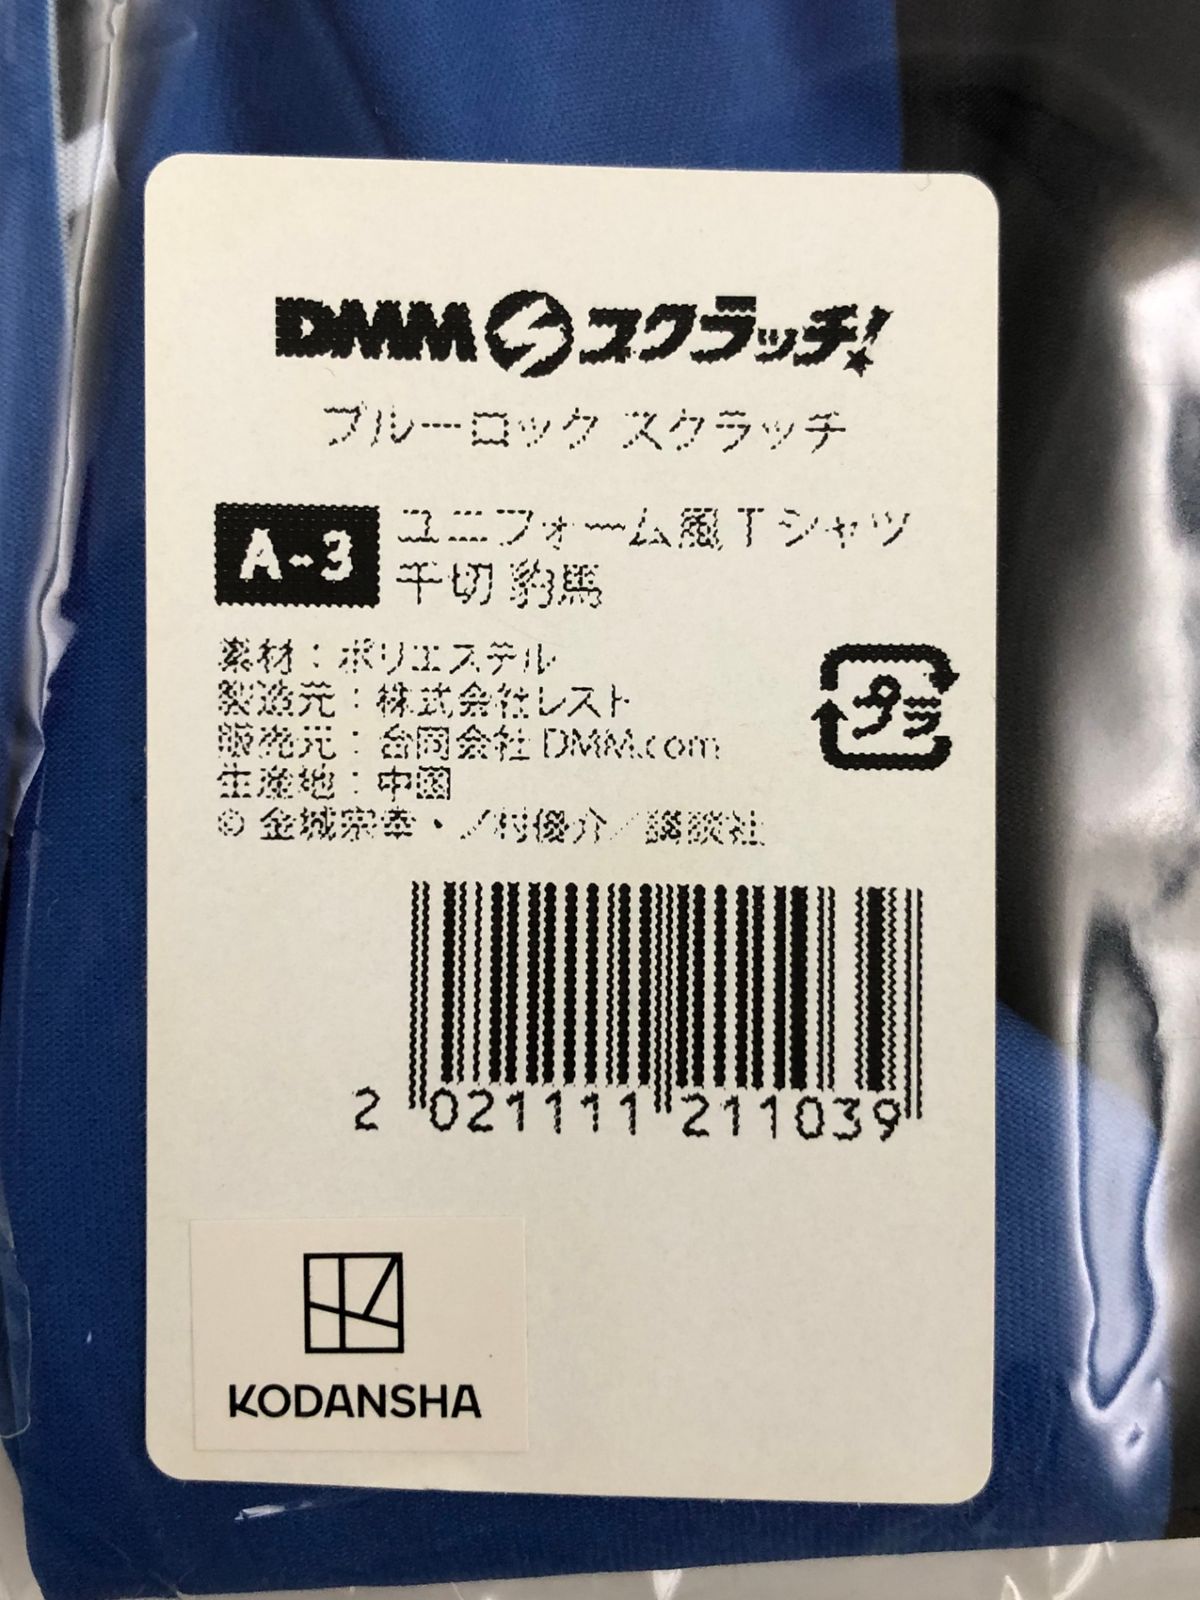 DMMスクラッチ!
ブルーロック スクラッチ
A-3 ユニフォーム風Tシャツ
千切 豹馬
素材：ポリエステル
製造元：株式会社レスト
販売元：合同会社 DMM.com
生産地：中国
プラ
© 金城宗幸・ノ村優介／講談社
2 021111 211039
KODANSHA